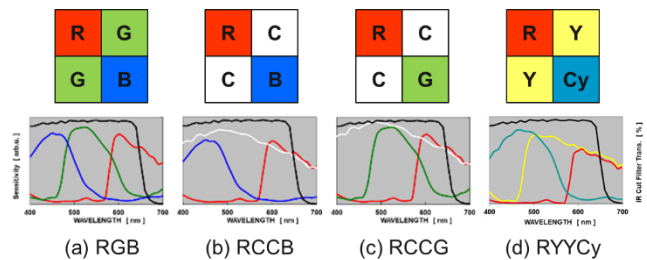 R G R C R C R Y
G B C B C G Y Cy
Sensitivity [ arb.u. ]
IR Cut Filter Trans. [ % ]
400 500 600 700 400 500 600 700 400 500 600 700 400 500 600 700
WAVELENGTH [ nm ] WAVELENGTH [ nm ] WAVELENGTH [ nm ] WAVELENGTH [ nm ]
(a) RGB (b) RCCB (c) RCCG (d) RYYCy